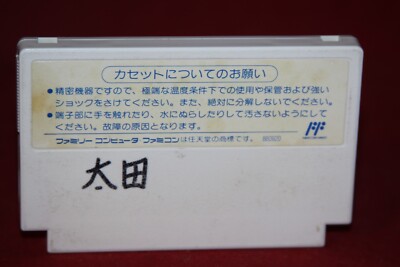 カセットについてのお願い
●精密機器ですので、極端な温度条件下での使用や保管および強い
ショックをさけてください。また、絶対に分解しないでください。
●端子部に手を触れたり、水にぬらしたりして汚さないようにして
ください。故障の原因となります。
ファミリー コンピュータ ファミコンは任天堂の商標です。
太田